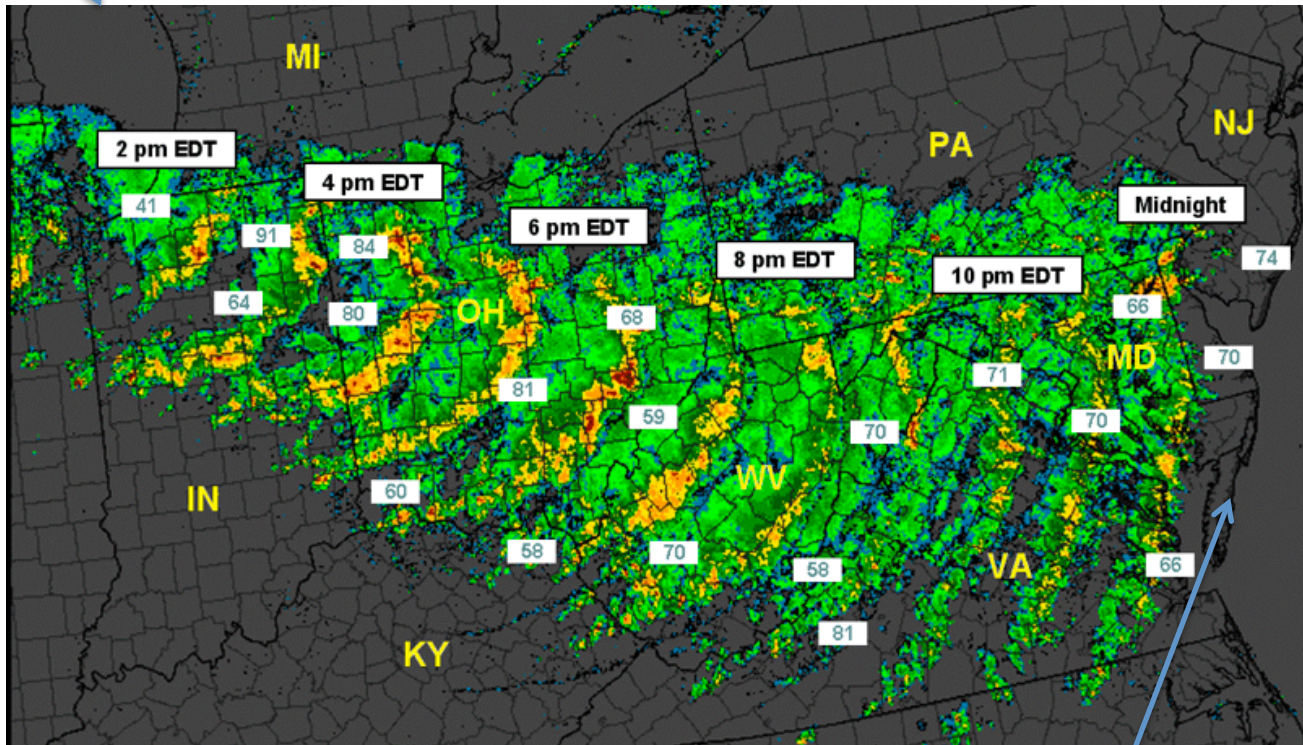 MI
NJ
PA
2 pm EDT
4 pm EDT
Midnight
41
6 pm EDT
91
84
8 pm EDT
74
10 pm EDT
64
80
OH
68
66
MD
70
71
81
59
70
70
WV
60
IN
58
70
58
VA
66
81
KY